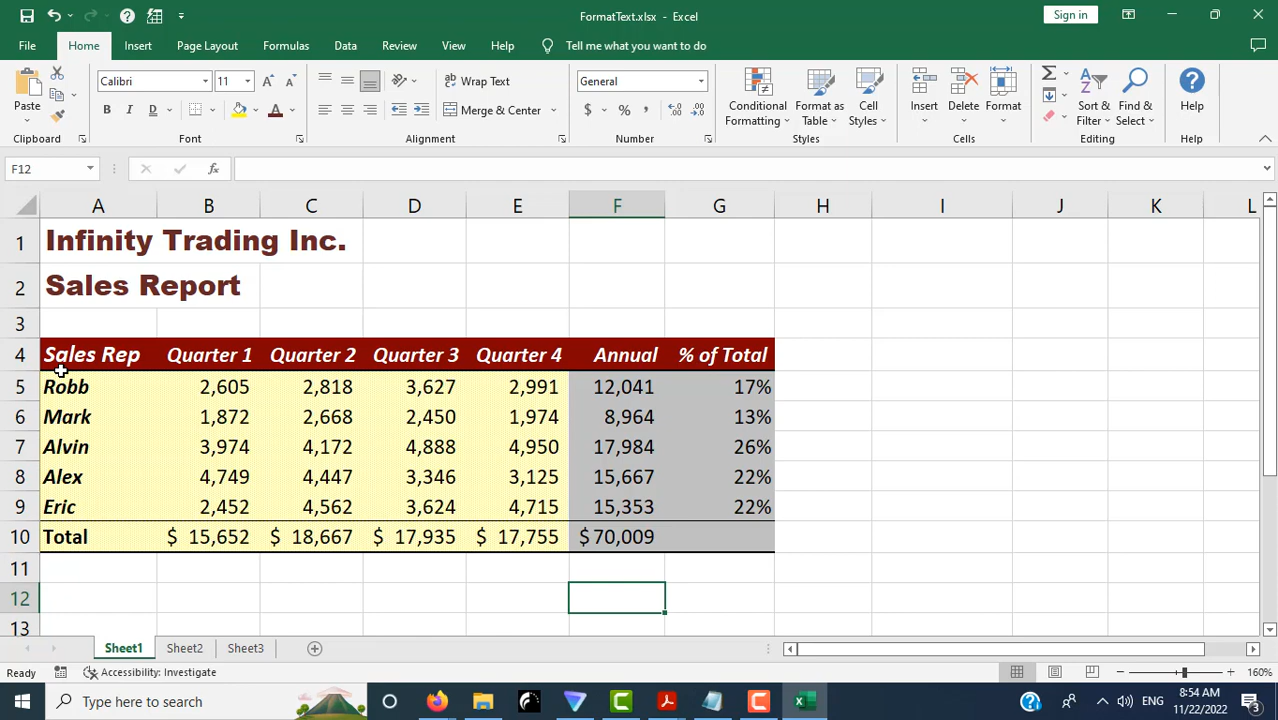 FormatText.xlsx - Excel
Sign in
File Home Insert Page Layout Formulas Data Review View Help Tell me what you want to do
Paste
Calibri 11
B I D
Wrap Text
Merge & Center
General
$ % ,
Conditional Formatting
Format as Table
Cell Styles
Insert
Delete
Format
Sort & Filter
Find & Select
Help
Clipboard Font Alignment Number Styles Cells Editing Help
F12 fx
A B C D E F G H I J K L
1 Infinity Trading Inc.
2 Sales Report
3
4 Sales Rep Quarter 1 Quarter 2 Quarter 3 Quarter 4 Annual % of Total
5 Robb 2,605 2,818 3,627 2,991 12,041 17%
6 Mark 1,872 2,668 2,450 1,974 8,964 13%
7 Alvin 3,974 4,172 4,888 4,950 17,984 26%
8 Alex 4,749 4,447 3,346 3,125 15,667 22%
9 Eric 2,452 4,562 3,624 4,715 15,353 22%
10 Total $ 15,652 $ 18,667 $ 17,935 $ 17,755 $ 70,009
11
12
13
Sheet1 Sheet2 Sheet3
Ready Accessibility: Investigate 160%
Type here to search
ENG
8:54 AM
11/22/2022
3